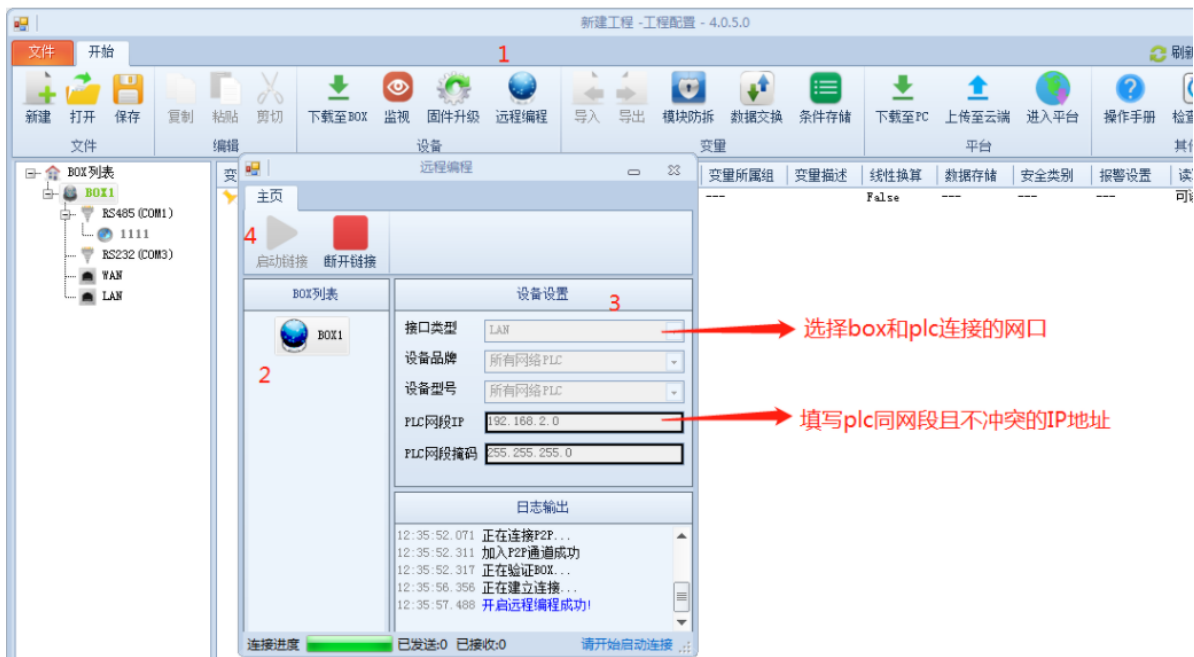 新建工程 -工程配置 - 4.0.5.0
文件 开始 1
新建 打开 保存 复制 粘贴 剪切 下载至BOX 监视 固件升级 远程编程 导入 导出 模块防拆 数据交换 条件存储 下载至PC 上传至云端 进入平台 操作手册
文件 编辑 设备 变量 平台
BOX列表
BOX1
RS485(COM1)
1111
RS232(COM3)
WAN
LAN
变量所属组 变量描述 线性换算 数据存储 安全类别 报警设置
--- False --- --- ---
远程编程
主页
4
启动链接 断开链接
BOX列表
BOX1
2
设备设置 3
接口类型 LAN
设备品牌 所有网络PLC
设备型号 所有网络PLC
PLC网段IP 192.168.2.0
PLC网段掩码 255.255.255.0
选择box和plc连接的网口
填写plc同网段且不冲突的IP地址
日志输出
12:35:52.071 正在连接P2P...
12:35:52.311 加入P2P通道成功
12:35:52.317 正在验证BOX...
12:35:56.356 正在建立连接...
12:35:57.488 开启远程编程成功!
连接进度 已发送:0 已接收:0 请开始启动连接